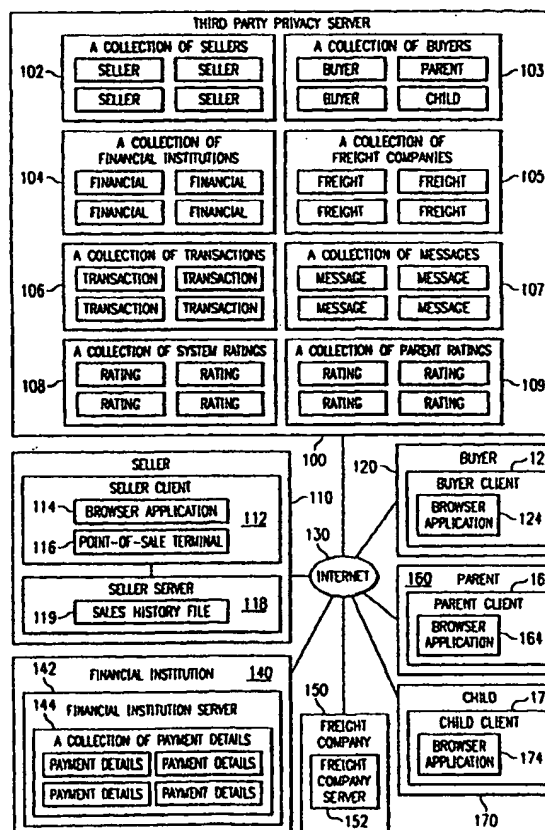 THIRD PARTY PRIVACY SERVER
A COLLECTION OF SELLERS
102
SELLER SELLER
SELLER SELLER
A COLLECTION OF BUYERS
103
BUYER PARENT
BUYER CHILD
A COLLECTION OF
FINANCIAL INSTITUTIONS
104
FINANCIAL FINANCIAL
FINANCIAL FINANCIAL
A COLLECTION OF
FREIGHT COMPANIES
105
FREIGHT FREIGHT
FREIGHT FREIGHT
A COLLECTION OF TRANSACTIONS
106
TRANSACTION TRANSACTION
TRANSACTION TRANSACTION
A COLLECTION OF MESSAGES
107
MESSAGE MESSAGE
MESSAGE MESSAGE
A COLLECTION OF SYSTEM RATINGS
108
RATING RATING
RATING RATING
A COLLECTION OF PARENT RATINGS
109
RATING RATING
RATING RATING
100
SELLER
110
SELLER CLIENT
114
BROWSER APPLICATION
112
116
POINT-OF-SALE TERMINAL
SELLER SERVER
118
119
SALES HISTORY FILE
130
INTERNET
120
BUYER
12
BUYER CLIENT
BROWSER
APPLICATION
124
160
PARENT
16
PARENT CLIENT
BROWSER
APPLICATION
164
CHILD
17
CHILD CLIENT
BROWSER
APPLICATION
174
170
142
FINANCIAL INSTITUTION
140
144
FINANCIAL INSTITUTION SERVER
A COLLECTION OF PAYMENT DETAILS
PAYMENT DETAILS PAYMENT DETAILS
PAYMENT DETAILS PAYMENT DETAILS
150
FREIGHT
COMPANY
FREIGHT
COMPANY
SERVER
152